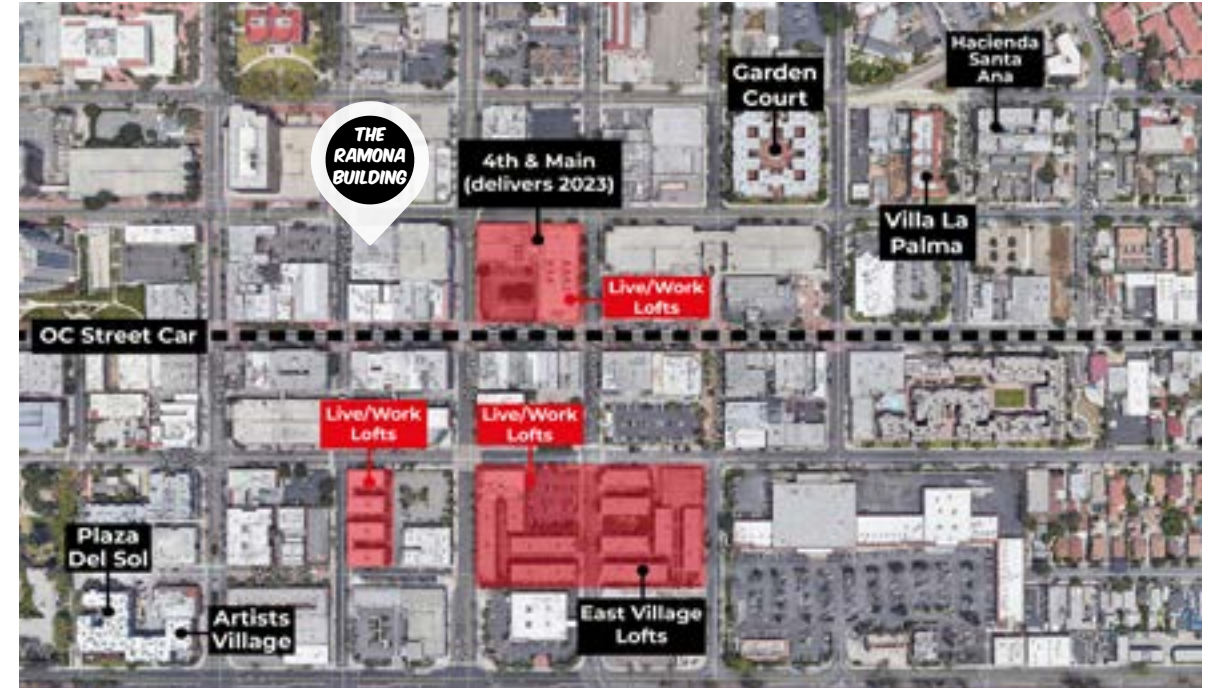 Hacienda
Santa
Ana
Garden
Court
THE
RAMONA
BUILDING
4th & Main
(delivers 2023)
Villa La
Palma
Live/Work
Lofts
OC Street Car
Live/Work
Lofts
Live/Work
Lofts
Plaza
Del Sol
Artists
Village
East Village
Lofts